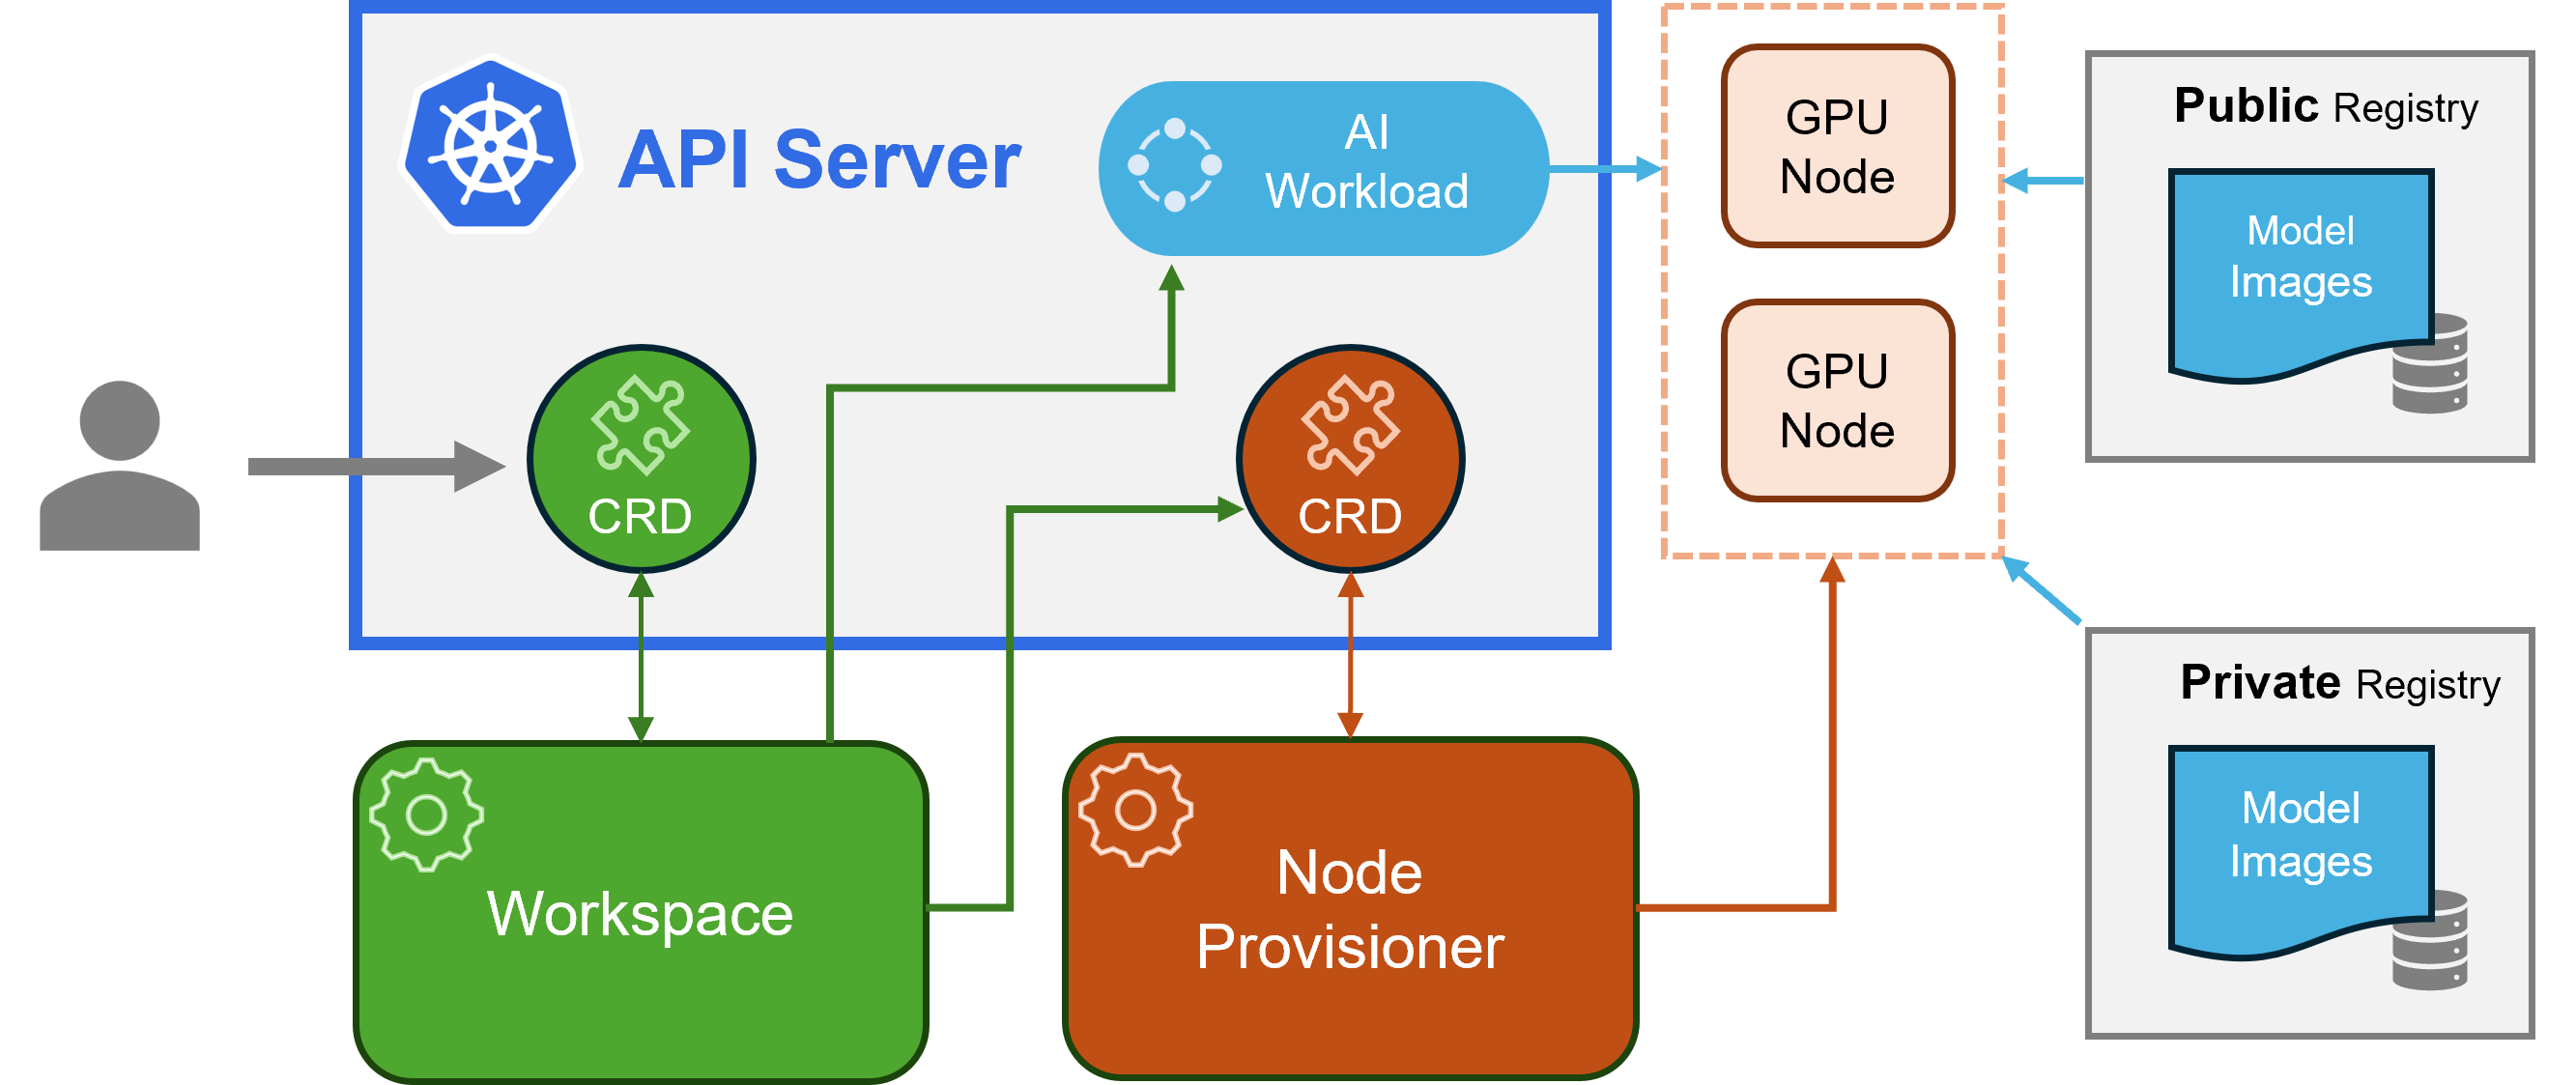 API Server
AI
Workload
CRD
CRD
Workspace
Node
Provisioner
GPU
Node
GPU
Node
Public Registry
Model
Images
Private Registry
Model
Images